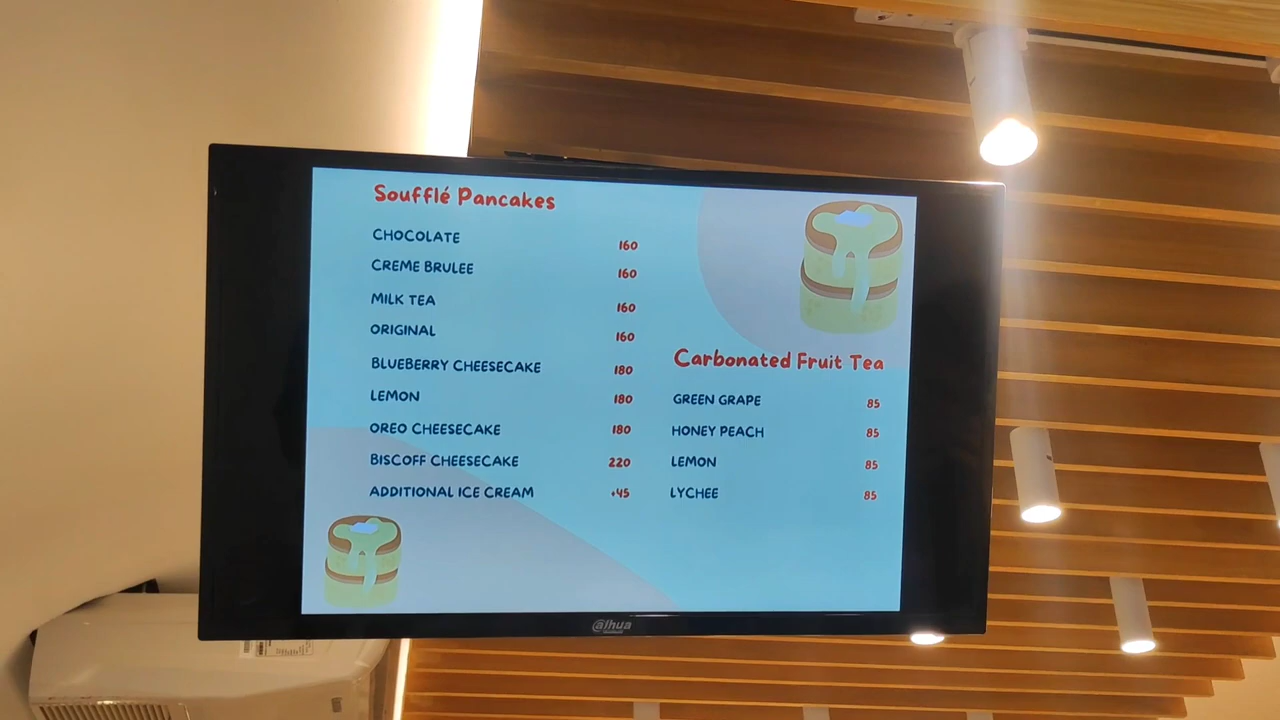 Soufflé Pancakes
CHOCOLATE 160
CREME BRULEE 160
MILK TEA 160
ORIGINAL 160
BLUEBERRY CHEESECAKE 180
LEMON 180
OREO CHEESECAKE 180
BISCOFF CHEESECAKE 220
ADDITIONAL ICE CREAM +45
Carbonated Fruit Tea
GREEN GRAPE 85
HONEY PEACH 85
LEMON 85
LYCHEE 85
alhua